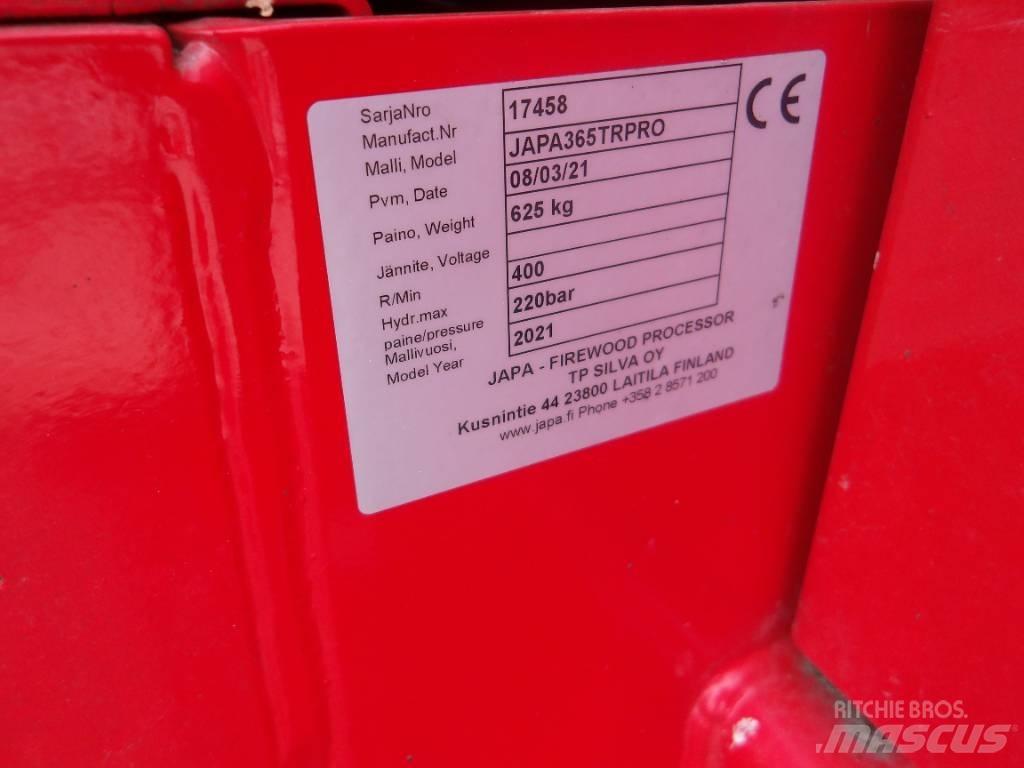 SarjaNro
Manufact.Nr
17458
Malli, Model
JAPA365TRPRO
Pvm, Date
08/03/21
Paino, Weight
625 kg
Jännite, Voltage
R/Min
400
Hydr.max
paine/pressure
220bar
Mallivuosi,
Model Year
2021
CE
JAPA - FIREWOOD PROCESSOR
TP SILVA OY
Kusnintie 44 23800 LAITILA FINLAND
www.japa.fi Phone +358 2 8571 200
RITCHIE BROS.
MASCUS